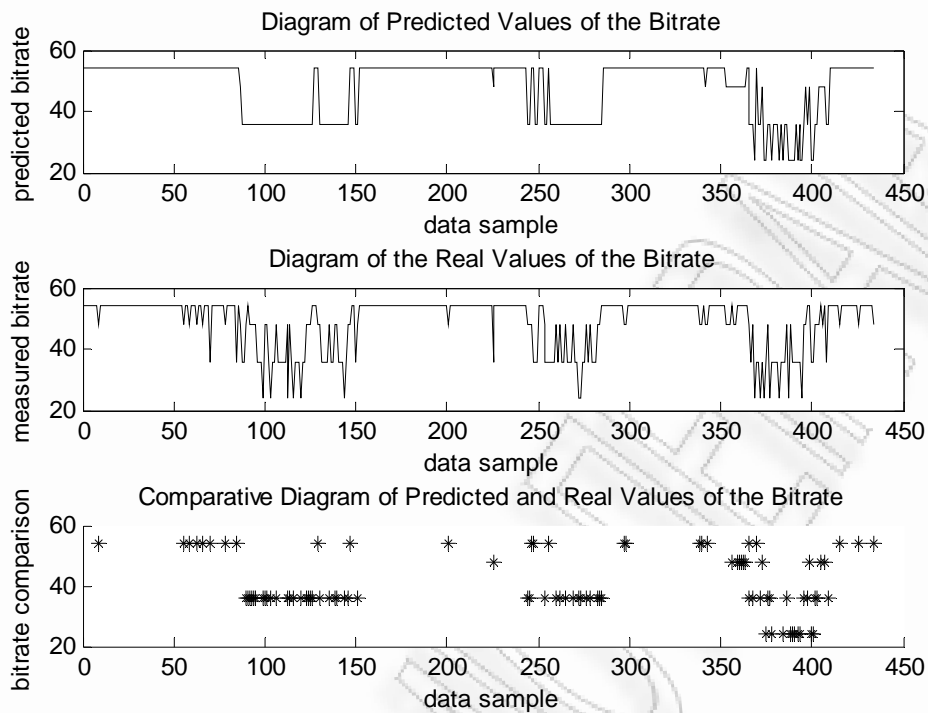 Diagram of Predicted Values of the Bitrate
60
40
20
predicted bitrate
0 50 100 150 200 250 300 350 400 450
data sample
Diagram of the Real Values of the Bitrate
60
40
20
measured bitrate
0 50 100 150 200 250 300 350 400 450
data sample
Comparative Diagram of Predicted and Real Values of the Bitrate
60
40
20
bitrate comparison
0 50 100 150 200 250 300 350 400 450
data sample